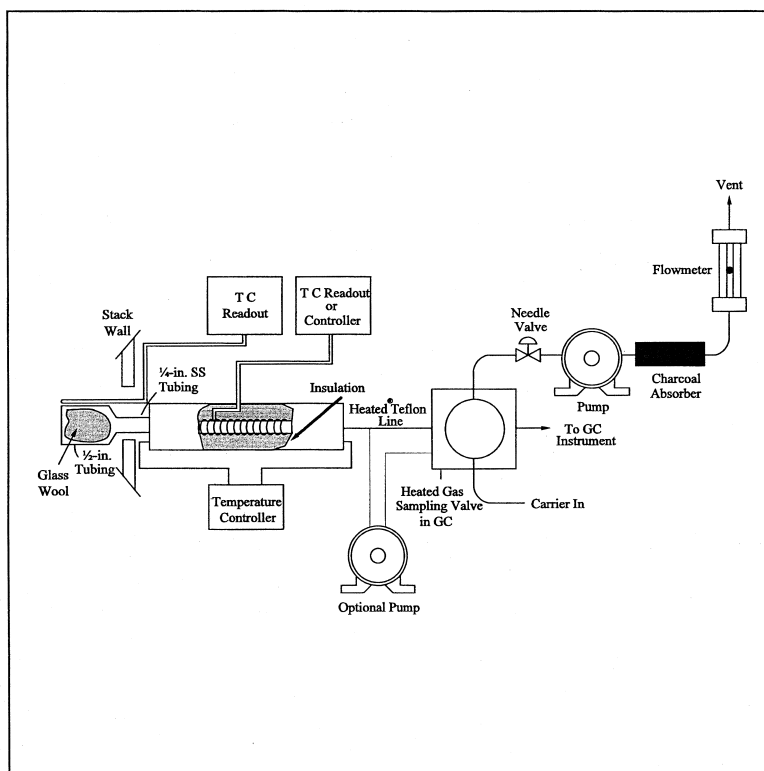 Vent
Flowmeter
Needle
Valve
Charcoal
Absorber
Pump
T C
Readout
T C Readout
or
Controller
Stack
Wall
¼-in. SS
Tubing
Insulation
Heated Teflon®
Line
To GC
Instrument
Glass
Wool
½-in.
Tubing
Temperature
Controller
Heated Gas
Sampling Valve
in GC
Carrier In
Optional Pump